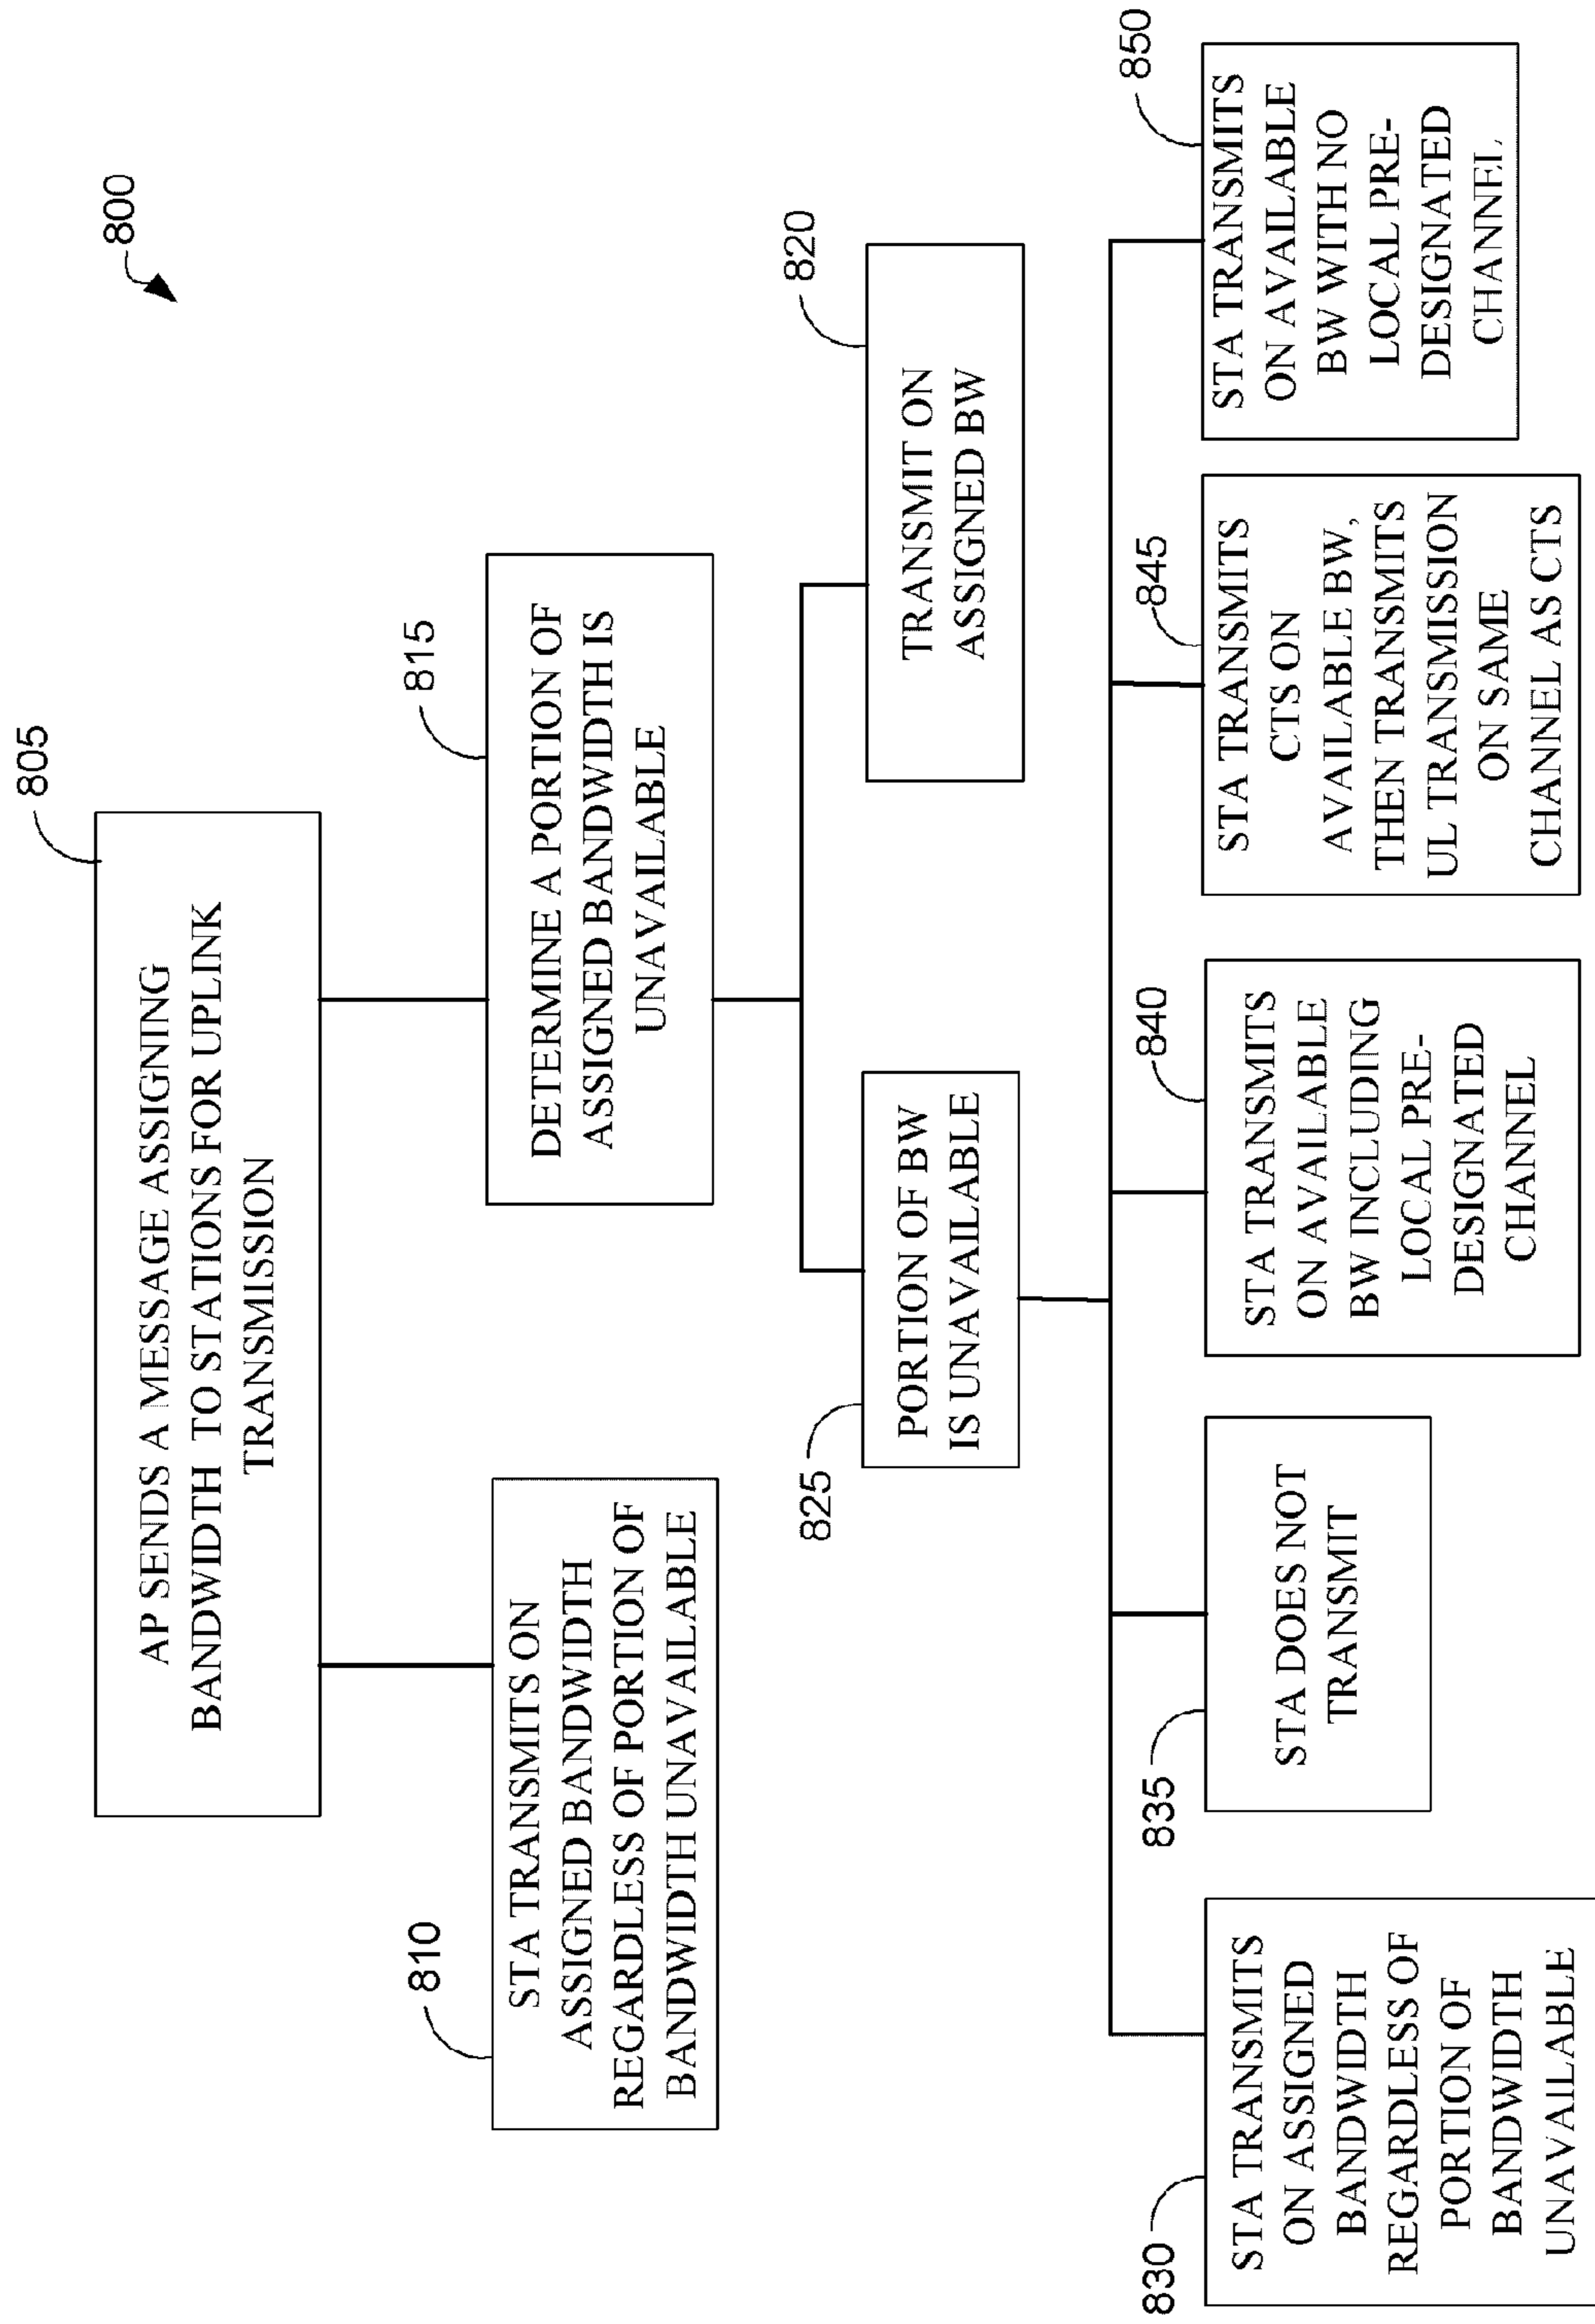 800
805
AP SENDS A MESSAGE ASSIGNING
BANDWIDTH TO STATIONS FOR UPLINK
TRANSMISSION
810
STA TRANSMITS ON
ASSIGNED BANDWIDTH
REGARDLESS OF PORTION OF
BANDWIDTH UNAVAILABLE
815
DETERMINE A PORTION OF
ASSIGNED BANDWIDTH IS
UNAVAILABLE
825
PORTION OF BW
IS UNAVAILABLE
820
TRANSMIT ON
ASSIGNED BW
830
STA TRANSMITS
ON ASSIGNED
BANDWIDTH
REGARDLESS OF
PORTION OF
BANDWIDTH
UNAVAILABLE
835
STA DOES NOT
TRANSMIT
840
STA TRANSMITS
ON AVAILABLE
BW INCLUDING
LOCAL PRE-
DESIGNATED
CHANNEL
845
STA TRANSMITS
CTS ON
AVAILABLE BW,
THEN TRANSMITS
UL TRANSMISSION
ON SAME
CHANNEL AS CTS
850
STA TRANSMITS
ON AVAILABLE
BW WITH NO
LOCAL PRE-
DESIGNATED
CHANNEL